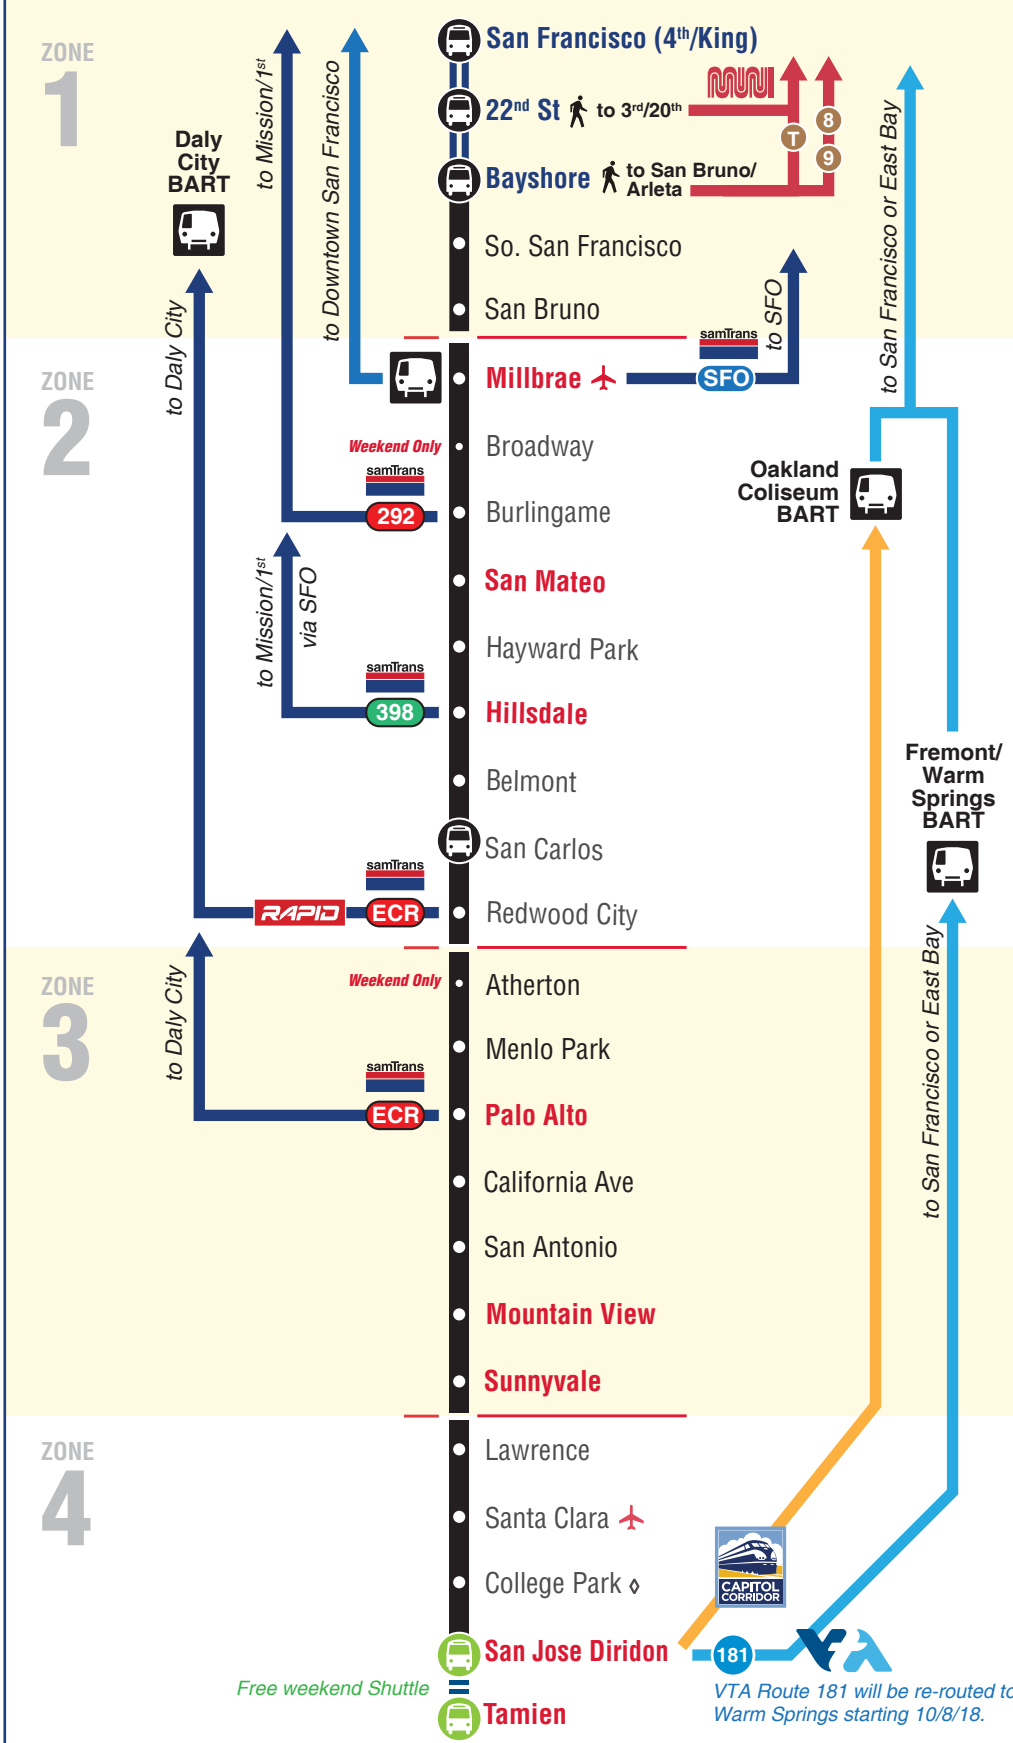 ZONE
1
San Francisco (4th/King)
22nd St to 3rd/20th
MUNI
T
8
9
Bayshore to San Bruno/
Arleta
So. San Francisco
San Bruno
Daly
City
BART
to Mission/1st
to Downtown San Francisco
to Daly City
to San Francisco or East Bay
to SFO
ZONE
2
Millbrae
samTrans
SFO
Weekend Only
Broadway
samTrans
292
Burlingame
Oakland
Coliseum
BART
San Mateo
to Mission/1st
via SFO
Hayward Park
samTrans
398
Hillsdale
Belmont
Fremont/
Warm
Springs
BART
San Carlos
samTrans
RAPID
ECR
Redwood City
ZONE
3
Weekend Only
Atherton
to Daly City
Menlo Park
samTrans
ECR
Palo Alto
to San Francisco or East Bay
California Ave
San Antonio
Mountain View
Sunnyvale
ZONE
4
Lawrence
Santa Clara
College Park ◊
CAPITOL
CORRIDOR
San Jose Diridon
181
VTA
Free weekend Shuttle
Tamien
VTA Route 181 will be re-routed to
Warm Springs starting 10/8/18.